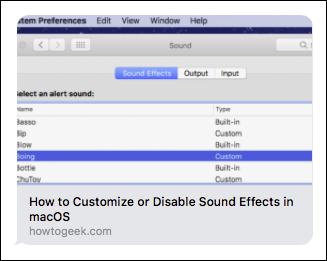 stem Preferences Edit View Window Help
Sound
Sound Effects Output Input
Select an alert sound:
Name Type
Basso Built-in
Bip Custom
Blow Built-in
Boing Custom
Bottle Built-in
ChuToy Custom
How to Customize or Disable Sound Effects in
macOS
howtogeek.com